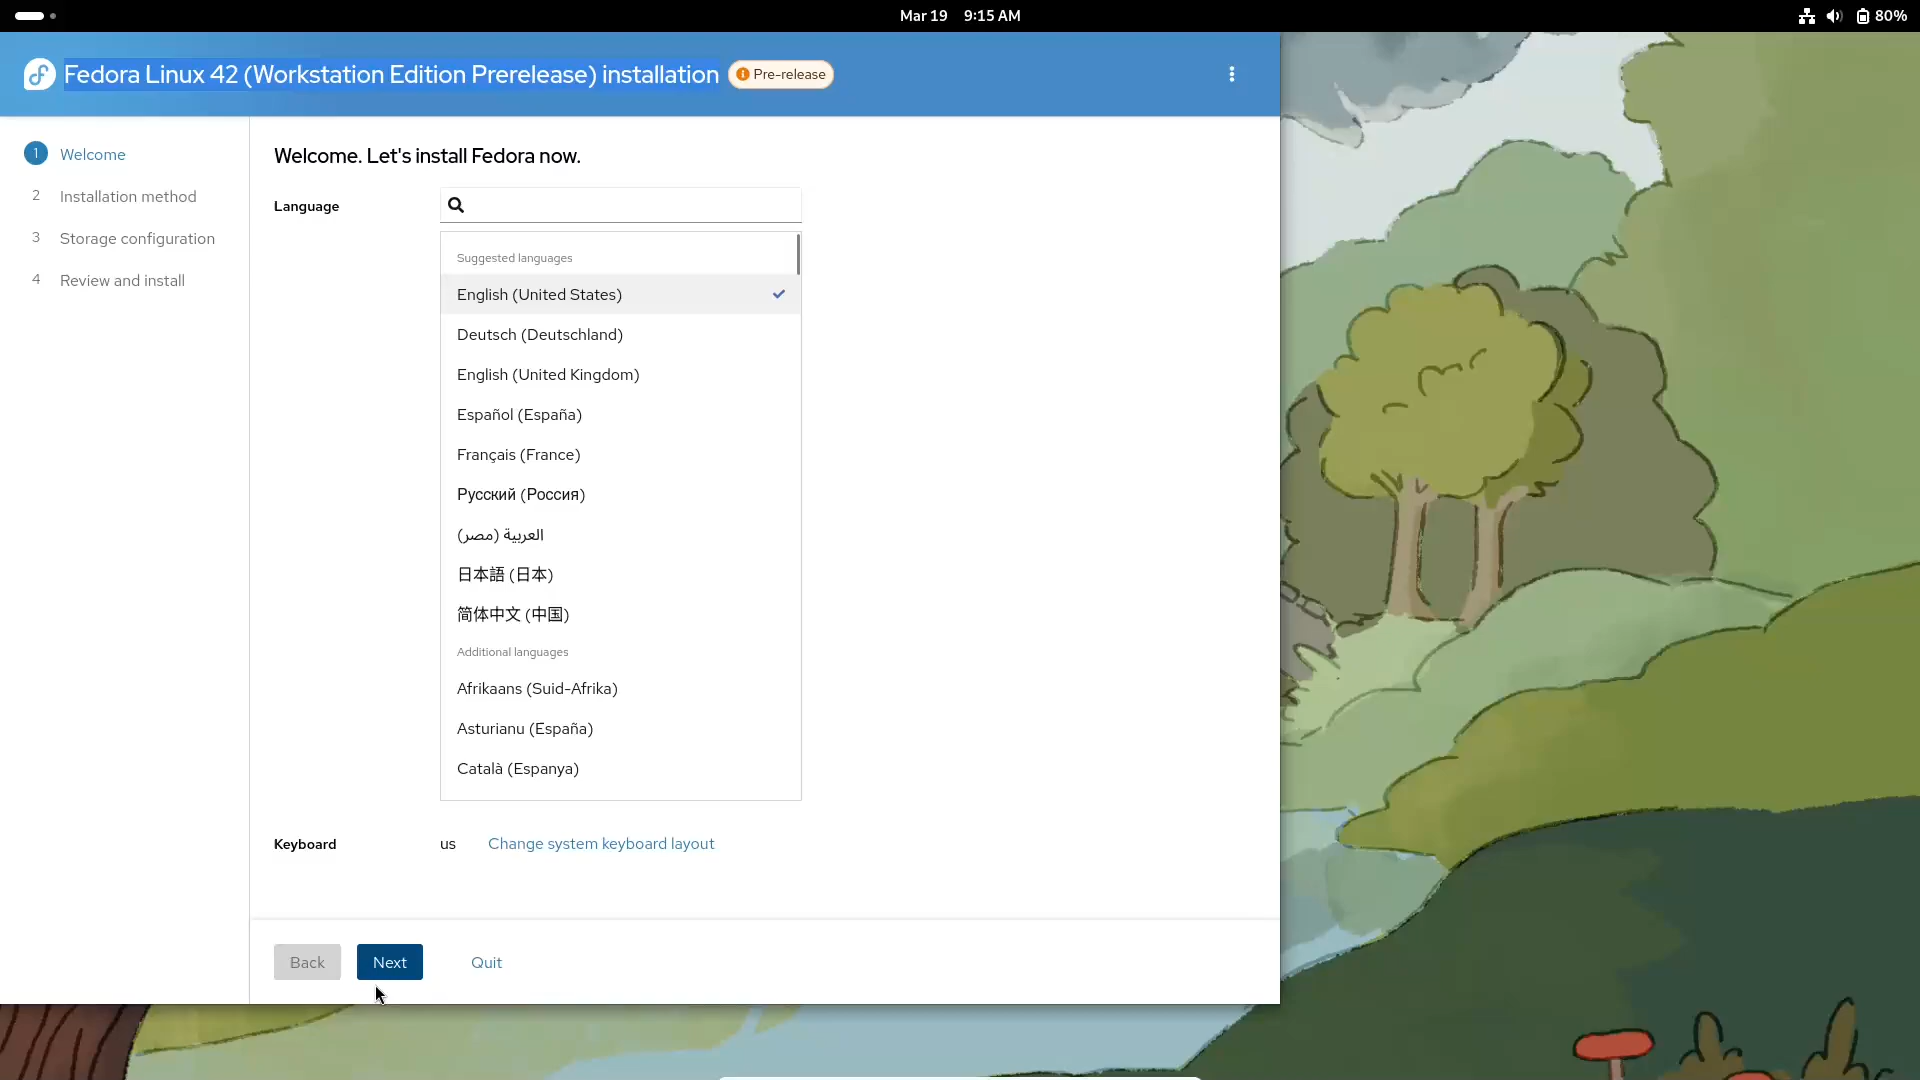 Mar 19 9:15 AM
80%
Fedora Linux 42 (Workstation Edition Prerelease) installation
Pre-release
1 Welcome
2 Installation method
3 Storage configuration
4 Review and install
Welcome. Let's install Fedora now.
Language
Suggested languages
English (United States)
Deutsch (Deutschland)
English (United Kingdom)
Español (España)
Français (France)
Русский (Россия)
العربية (مصر)
日本語 (日本)
简体中文 (中国)
Additional languages
Afrikaans (Suid-Afrika)
Asturianu (España)
Català (Espanya)
Keyboard us Change system keyboard layout
Back Next Quit